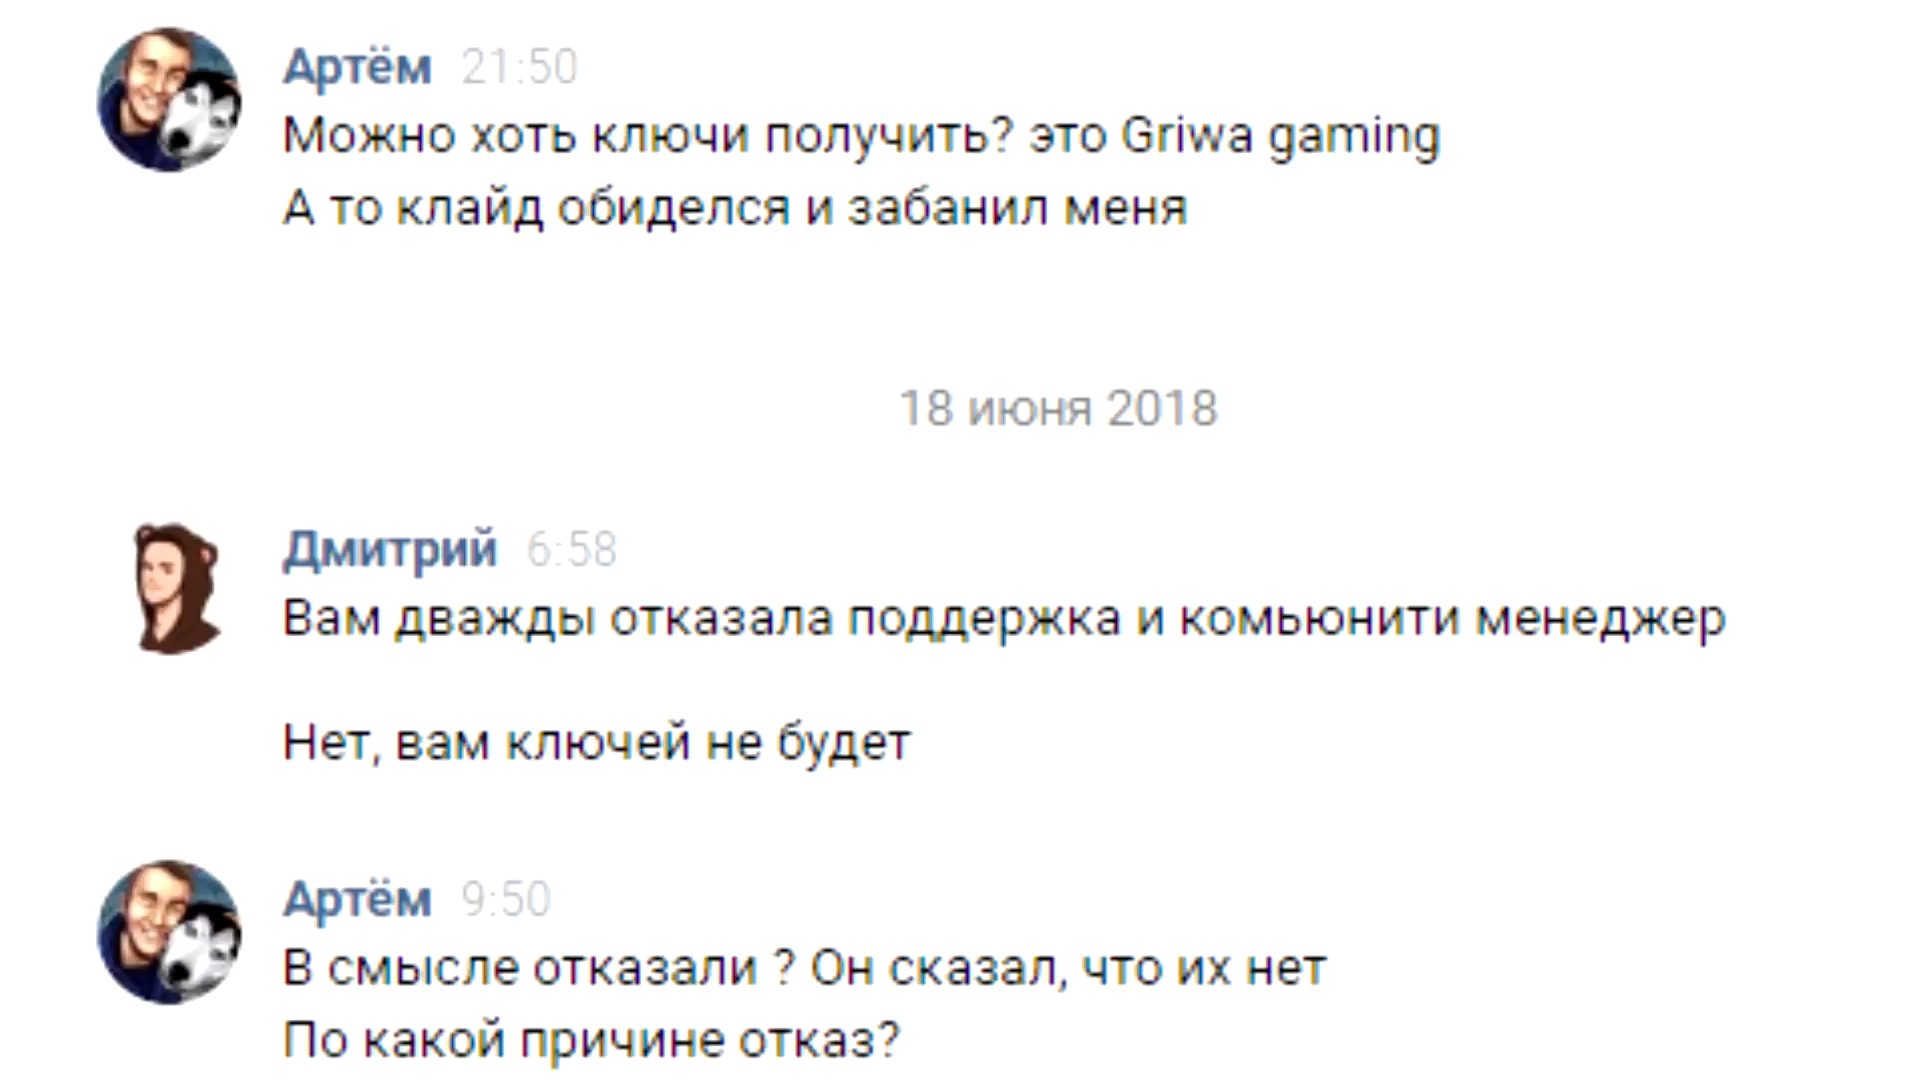 Артём 21:50
Можно хоть ключи получить? это Griwa gaming
А то клайд обиделся и забанил меня
18 июня 2018
Дмитрий 6:58
Вам дважды отказала поддержка и комьюнити менеджер
Нет, вам ключей не будет
Артём 9:50
В смысле отказали ? Он сказал, что их нет
По какой причине отказ?